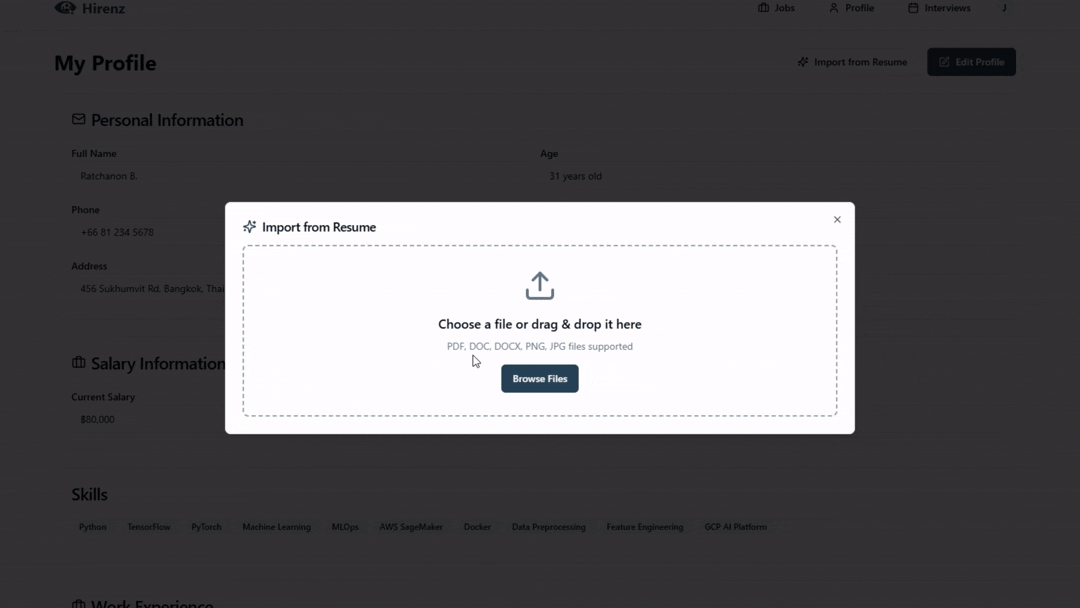 Hirenz
Jobs
Profile
Interviews
J
My Profile
Import from Resume
Edit Profile
Personal Information
Full Name
Age
Ratchanon B.
31 years old
Phone
+66 81 234 5678
Address
456 Sukhumvit Rd, Bangkok, Thai
Import from Resume
Choose a file or drag & drop it here
PDF, DOC, DOCX, PNG, JPG files supported
Browse Files
Salary Information
Current Salary
฿80,000
Skills
Python
TensorFlow
PyTorch
Machine Learning
MLOps
AWS SageMaker
Docker
Data Preprocessing
Feature Engineering
GCP AI Platform
Work Experience